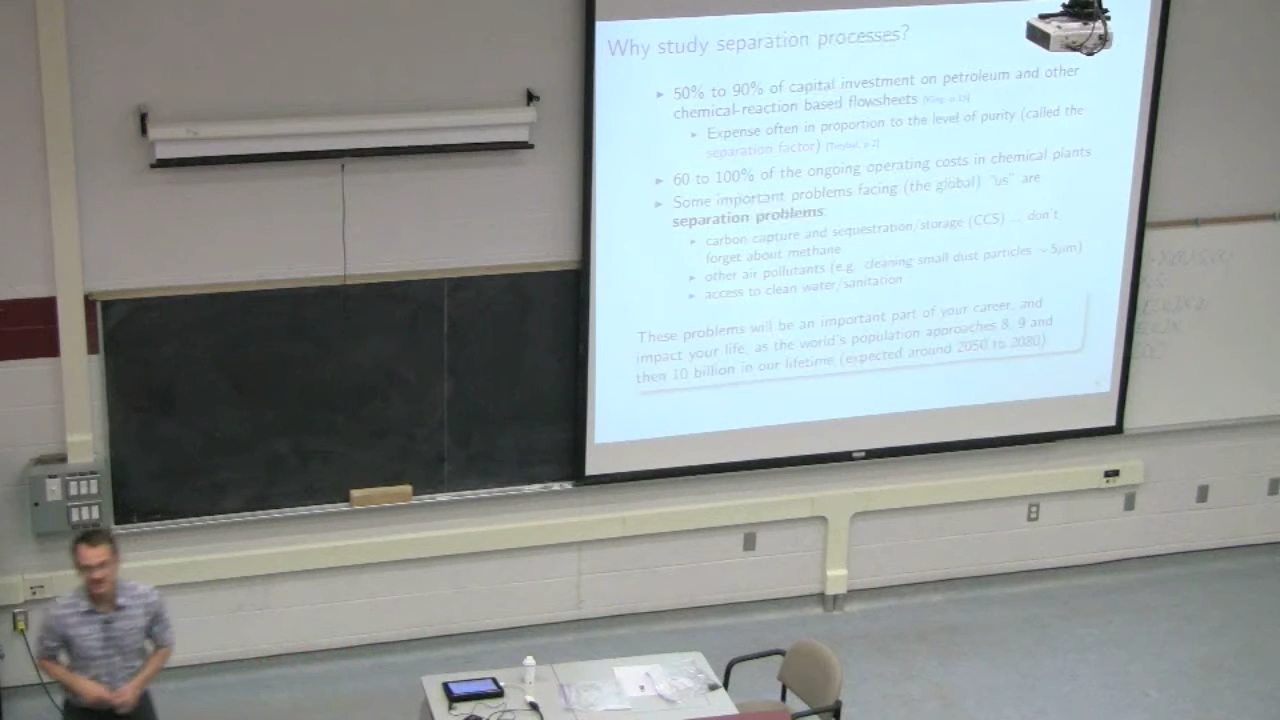 Why study separation processes?
50% to 90% of capital investment on petroleum and other
chemical-reaction based flowsheets
Expense often in proportion to the level of purity (called the
separation factor) [Treybal, p 2]
60 to 100% of the ongoing operating costs in chemical plants
Some important problems facing (the global) "us" are
separation problems:
carbon capture and sequestration/storage (CCS) ... don't
forget about methane
other air pollutants (e.g. cleaning small dust particles ~ 5μm)
access to clean water/sanitation
These problems will be an important part of your career, and
impact your life, as the world's population approaches 8, 9 and
then 10 billion in our lifetime (expected around 2050 to 2080)